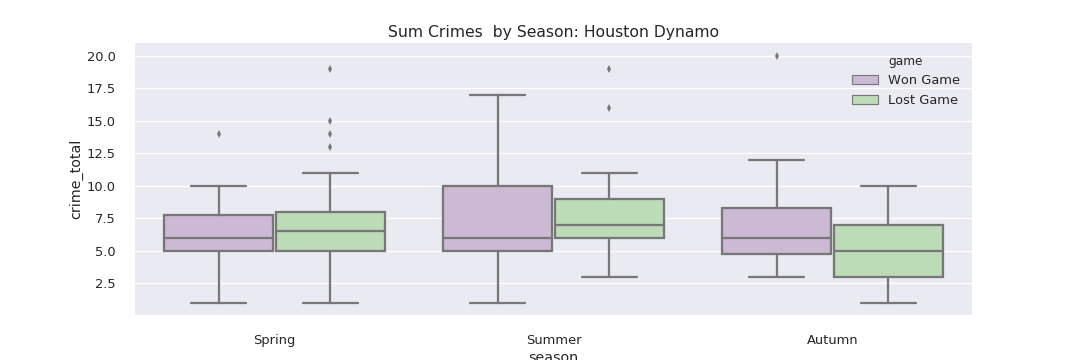 Sum Crimes  by Season: Houston Dynamo
20.0
17.5
15.0
12.5
10.0
7.5
5.0
2.5
crime_total
game
Won Game
Lost Game
Spring
Summer
Autumn
season